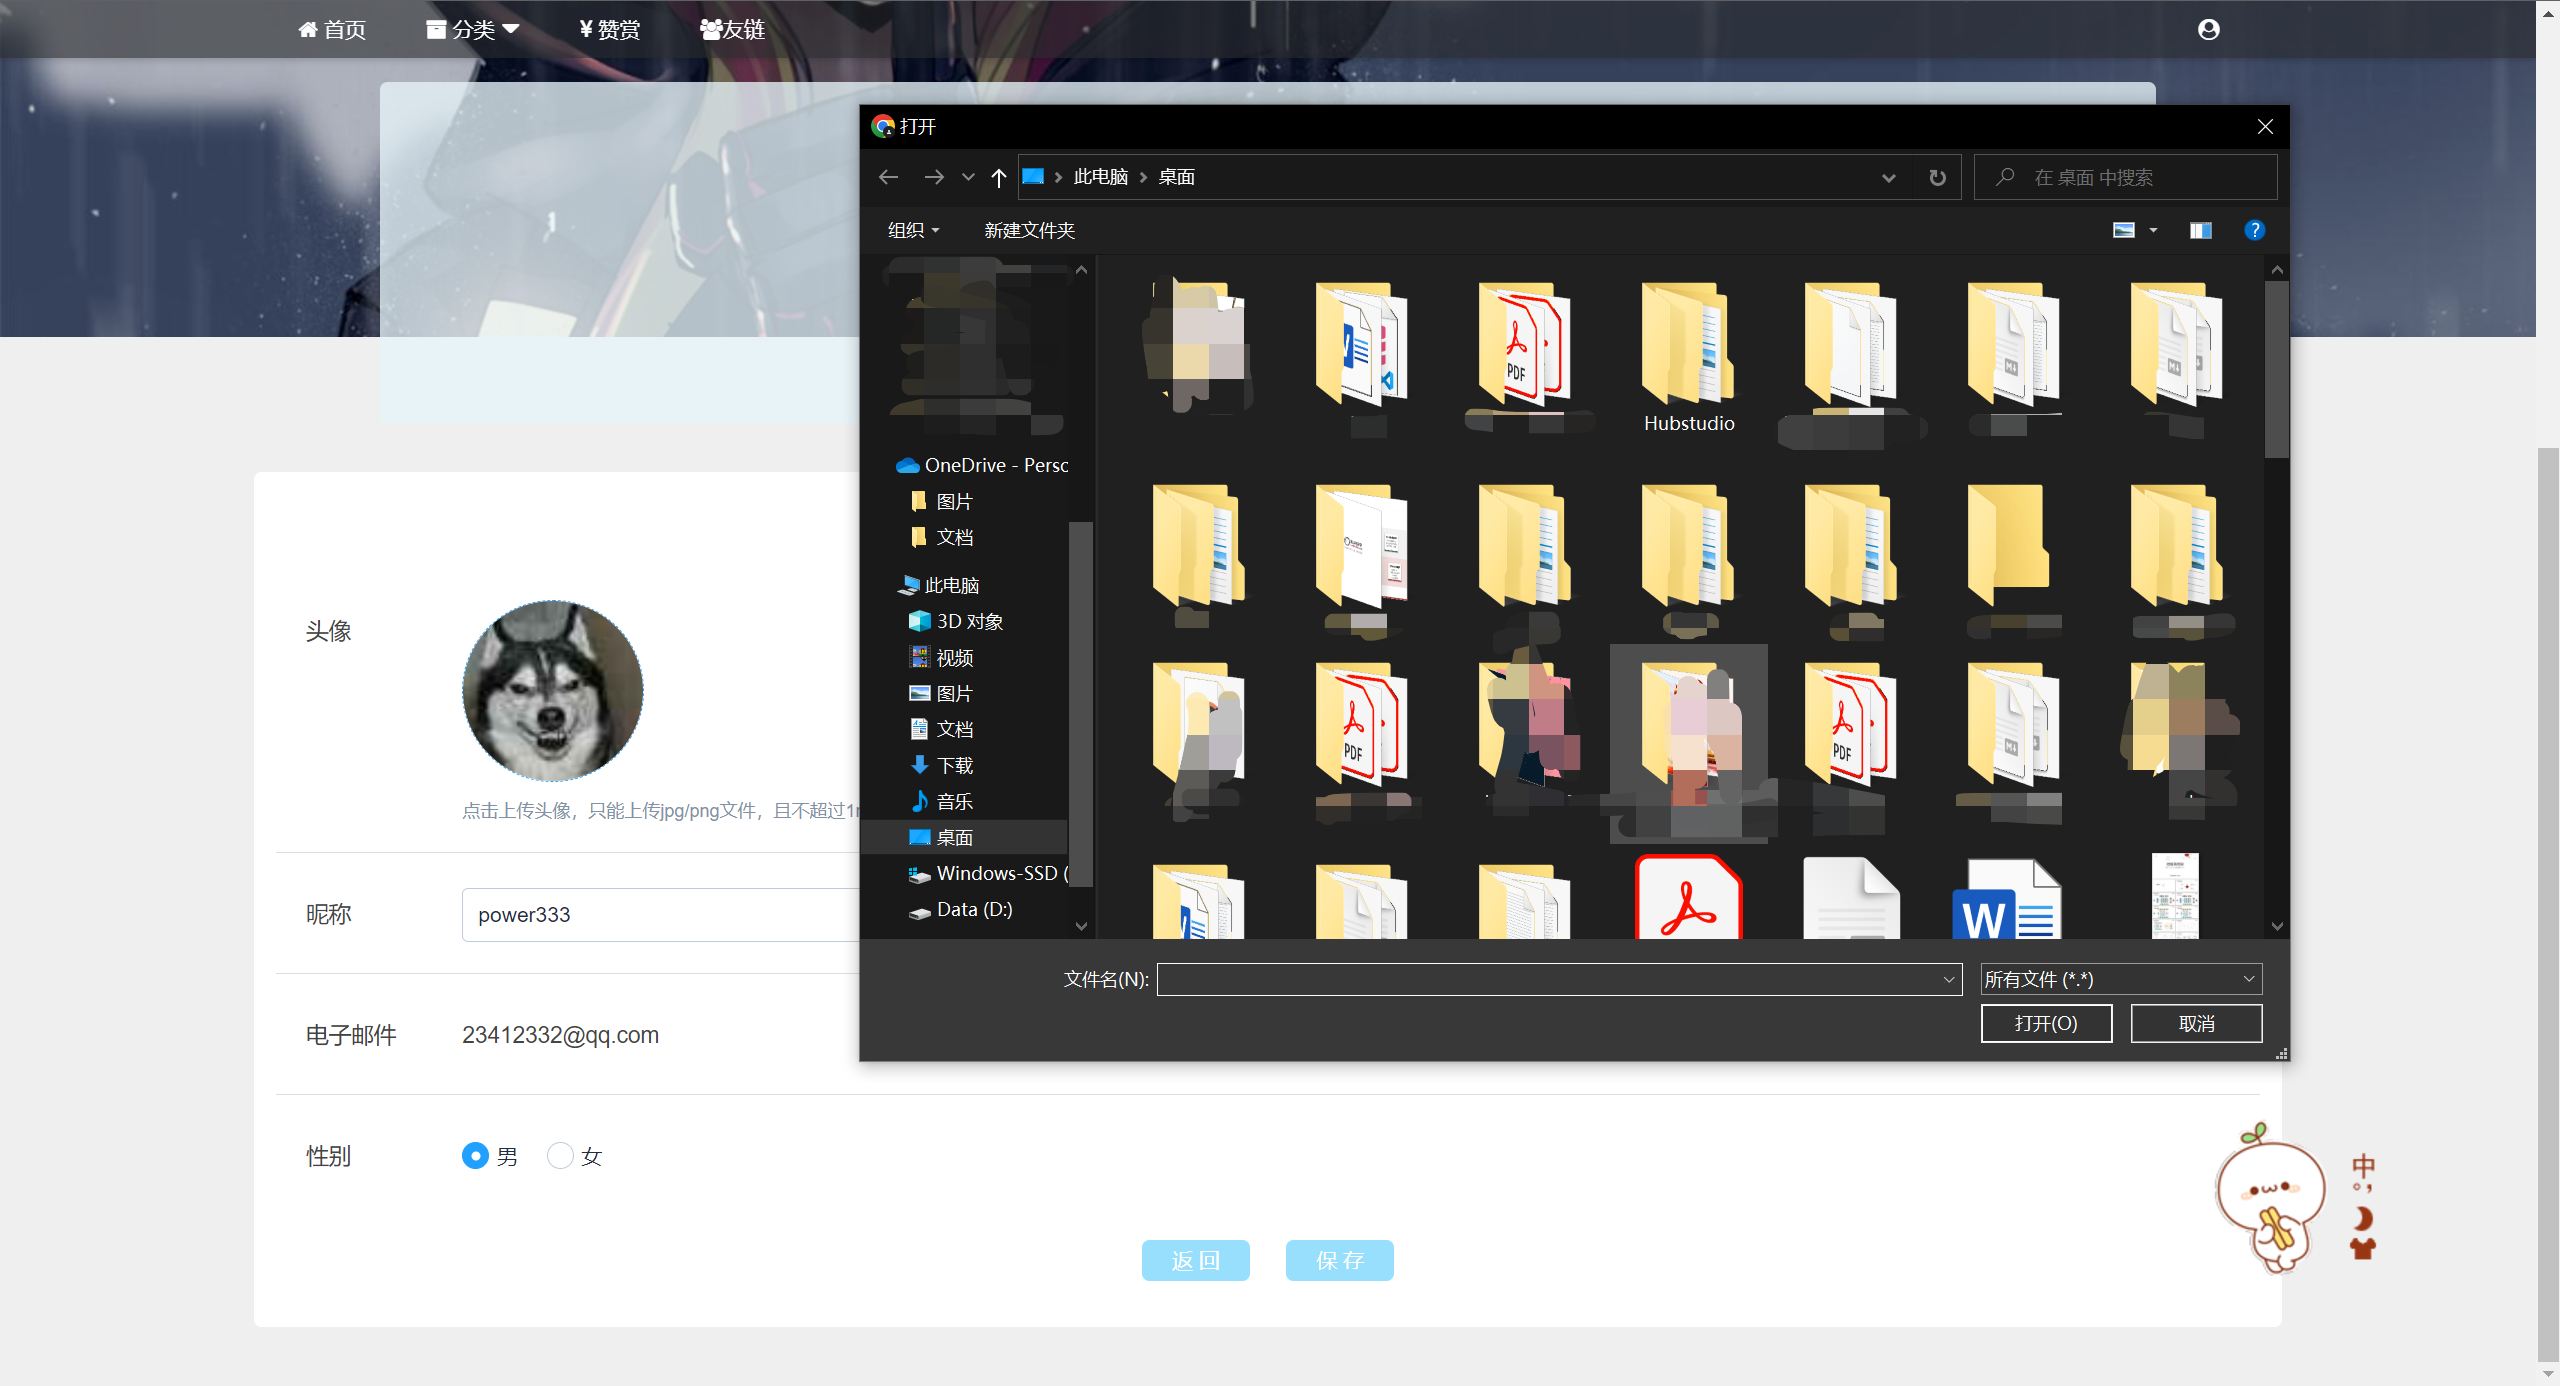 首页
分类
¥ 赞赏
友链
打开
此电脑
桌面
在 桌面 中搜索
组织
新建文件夹
OneDrive - Perso
图片
文档
此电脑
3D 对象
视频
图片
文档
下载
音乐
桌面
Windows-SSD (
Data (D:)
Hubstudio
PDF
PDF
PDF
W
文件名(N):
所有文件 (*.*)
打开(O)
取消
头像
点击上传头像，只能上传jpg/png文件，且不超过1
昵称
power333
电子邮件
23412332@qq.com
性别
男
女
返 回
保 存
中